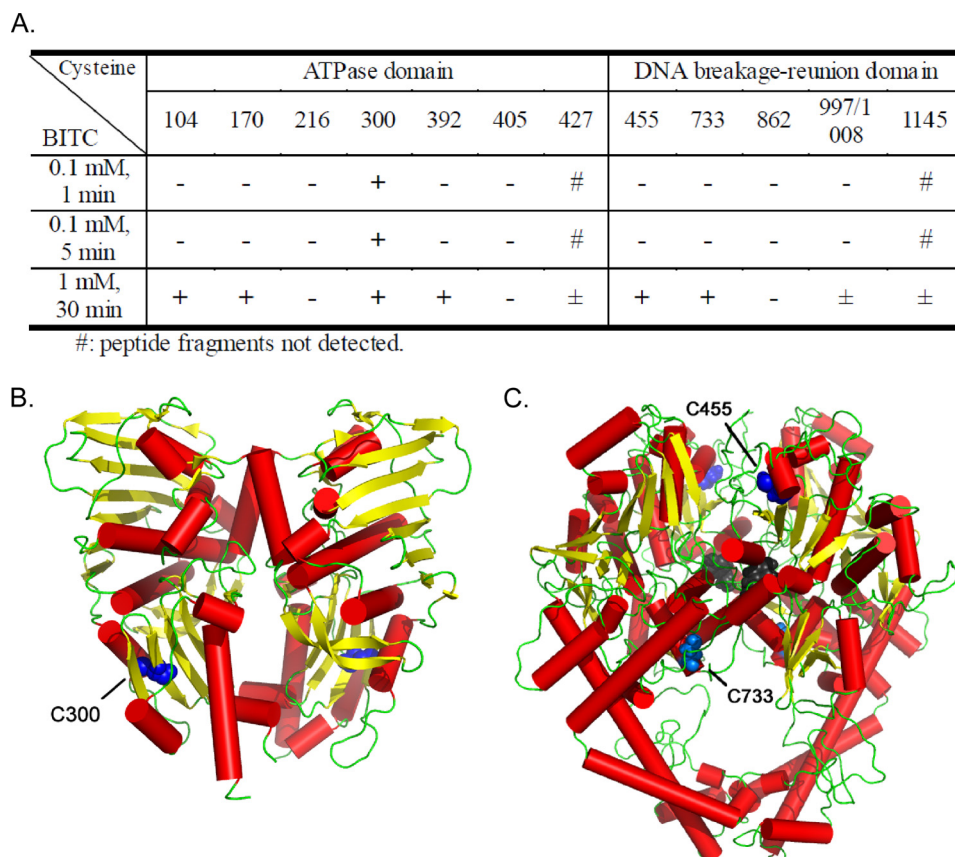 A.
Cysteine ATPase domain DNA breakage-reunion domain
BITC 104 170 216 300 392 405 427 455 733 862 997/1008 1145
0.1 mM, 1 min - - - + - - # - - - - #
0.1 mM, 5 min - - - + - - # - - - - #
1 mM, 30 min + + - + + - ± + + - ± ±
#: peptide fragments not detected.
B.
C300
C.
C455
C733